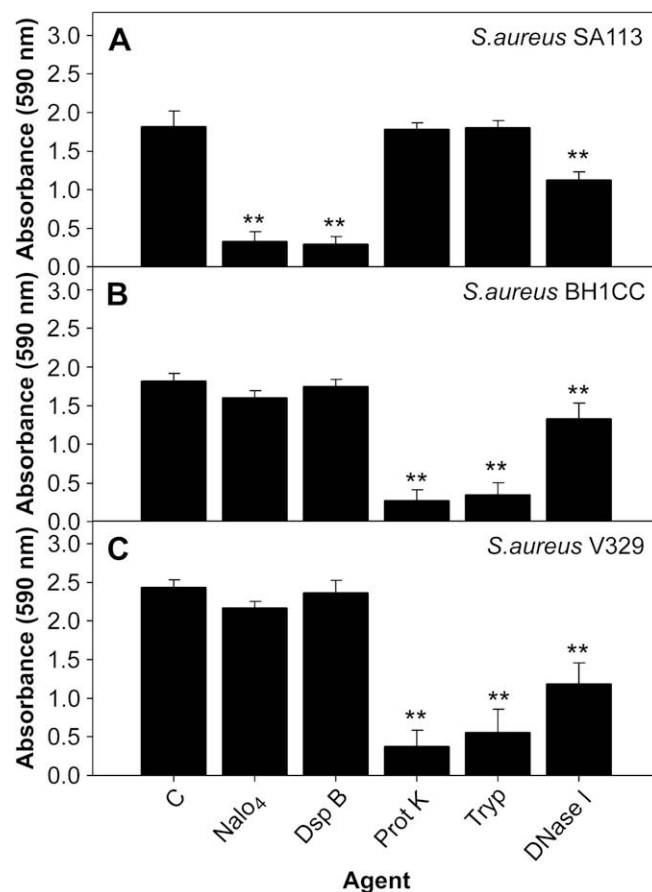 A
S.aureus SA113
Absorbance (590 nm)
3.0
2.5
2.0
1.5
1.0
0.5
0.0
**
**
**
B
S.aureus BH1CC
Absorbance (590 nm)
3.0
2.5
2.0
1.5
1.0
0.5
0.0
**
**
**
C
S.aureus V329
Absorbance (590 nm)
3.0
2.5
2.0
1.5
1.0
0.5
0.0
**
**
**
C
Nalo4
Dsp B
Prot K
Tryp
DNase I
Agent